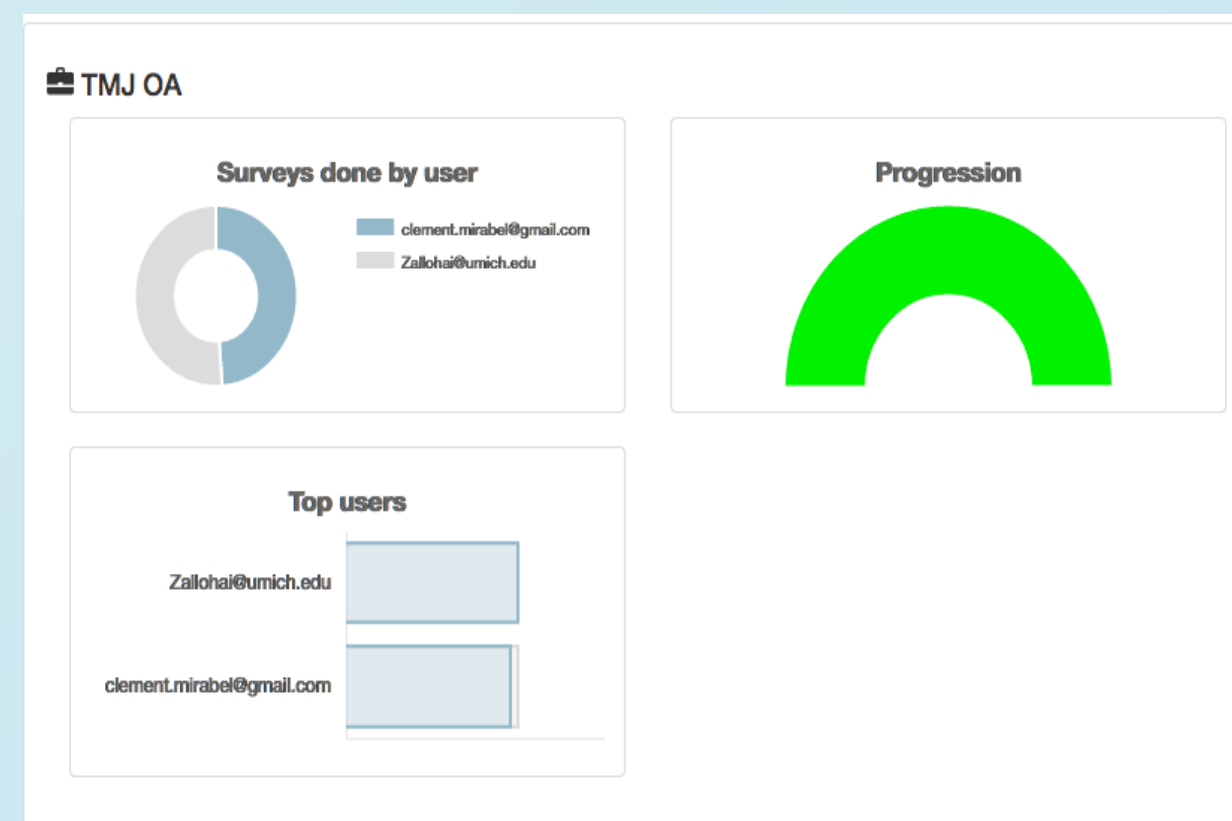 TMJ OA
Surveys done by user
clement.mirabel@gmail.com
Zallohai@umich.edu
Progression
Top users
Zallohai@umich.edu
clement.mirabel@gmail.com